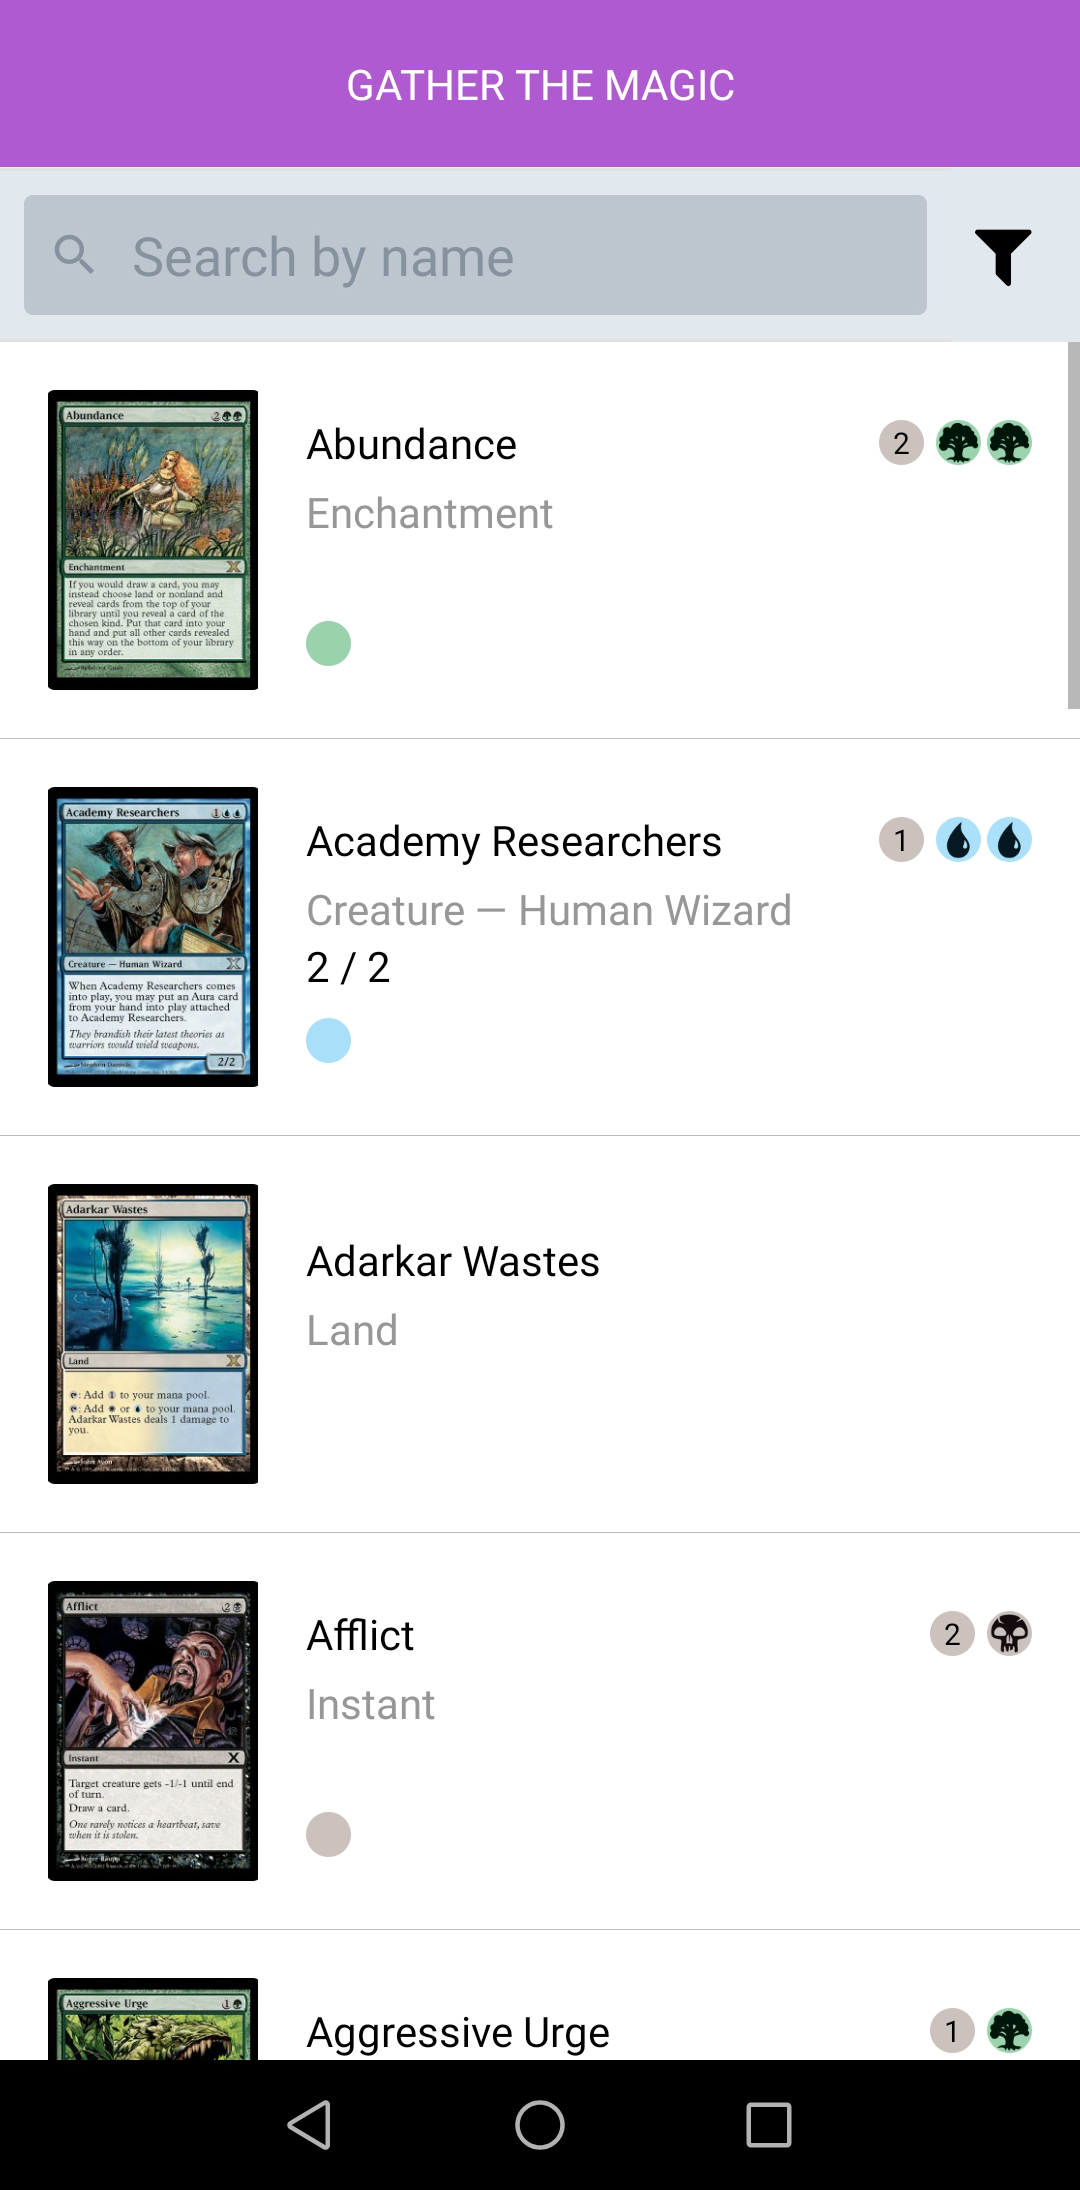 GATHER THE MAGIC
Search by name
Abundance 2
If you would draw a card, you may
instead choose land or nonland and
reveal cards from the top of your
library until you reveal a card of the
chosen kind. Put that card into your
hand and put all other cards revealed
this way on the bottom of your library
in any order.
Enchantment
Abundance 2
Enchantment
Academy Researchers 1
Creature — Human Wizard
When Academy Researchers comes
into play, you may put an Aura card
from your hand into play attached
to Academy Researchers.
They brandish their latest theories as
warriors would wield weapons.
2/2
Academy Researchers 1
Creature — Human Wizard
2 / 2
Adarkar Wastes
Land
: Add 1 to your mana pool.
: Add or to your mana pool.
Adarkar Wastes deals 1 damage to
you.
Adarkar Wastes
Land
Afflict 2
Instant
Target creature gets -1/-1 until end
of turn.
Draw a card.
One rarely notices a heartbeat, save
when it is stolen.
Afflict 2
Instant
Aggressive Urge 1
Aggressive Urge 1